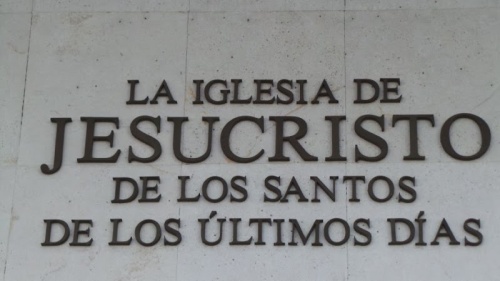 LA IGLESIA DE
JESUCRISTO
DE LOS SANTOS
DE LOS ÚLTIMOS DÍAS